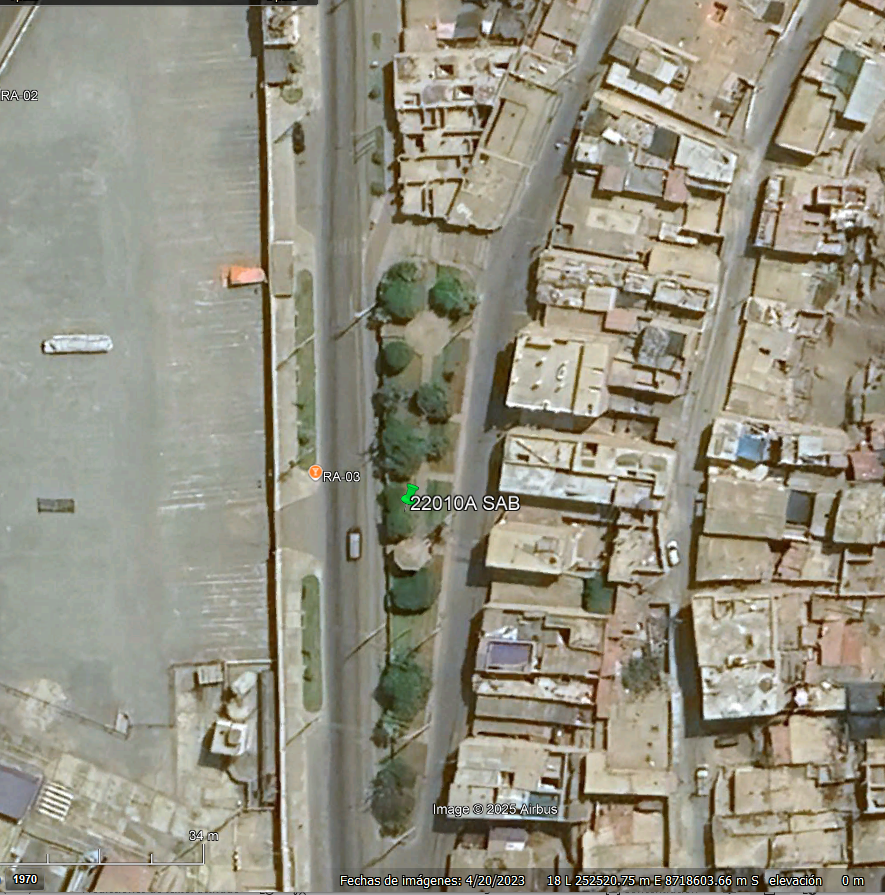 RA-02
RA-03
22010A SAB
Image © 2025 Airbus
34 m
1970
Fechas de imágenes: 4/20/2023 18 L 252520.75 m E 8718603.66 m S elevación 0 m